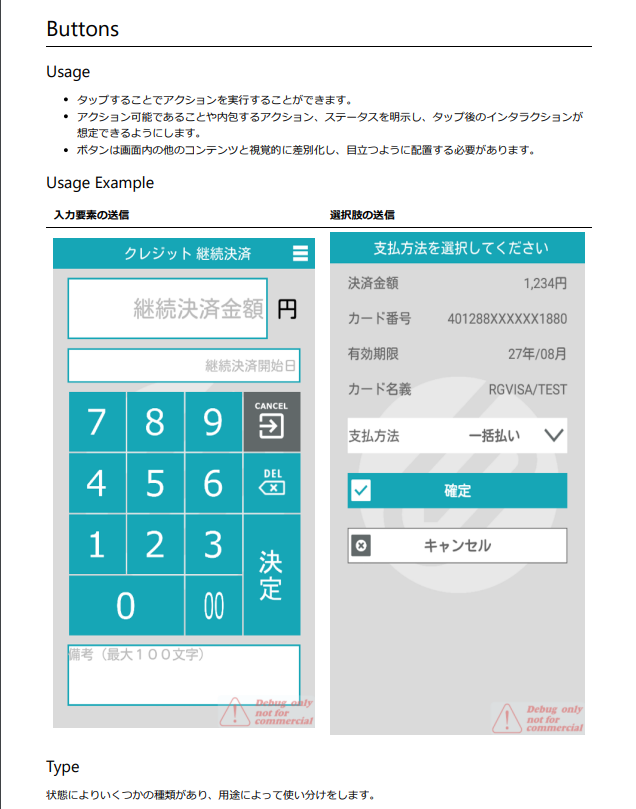 Buttons
Usage
• タップすることでアクションを実行することができます。
• アクション可能であることや内包するアクション、ステータスを明示し、タップ後のインタラクションが
想定できるようにします。
• ボタンは画面内の他のコンテンツと視覚的に差別化し、目立つように配置する必要があります。
Usage Example
入力要素の送信
クレジット 継続決済
継続決済金額 円
継続決済開始日
7 8 9 CANCEL
4 5 6 DEL
1 2 3
0 00 決定
備考（最大１００文字）
Debug only
not for
commercial
選択肢の送信
支払方法を選択してください
決済金額 1,234円
カード番号 401288XXXXXX1880
有効期限 27年/08月
カード名義 RGVISA/TEST
支払方法 一括払い
確定
キャンセル
Debug only
not for
commercial
Type
状態によりいくつかの種類があり、用途によって使い分けをします。